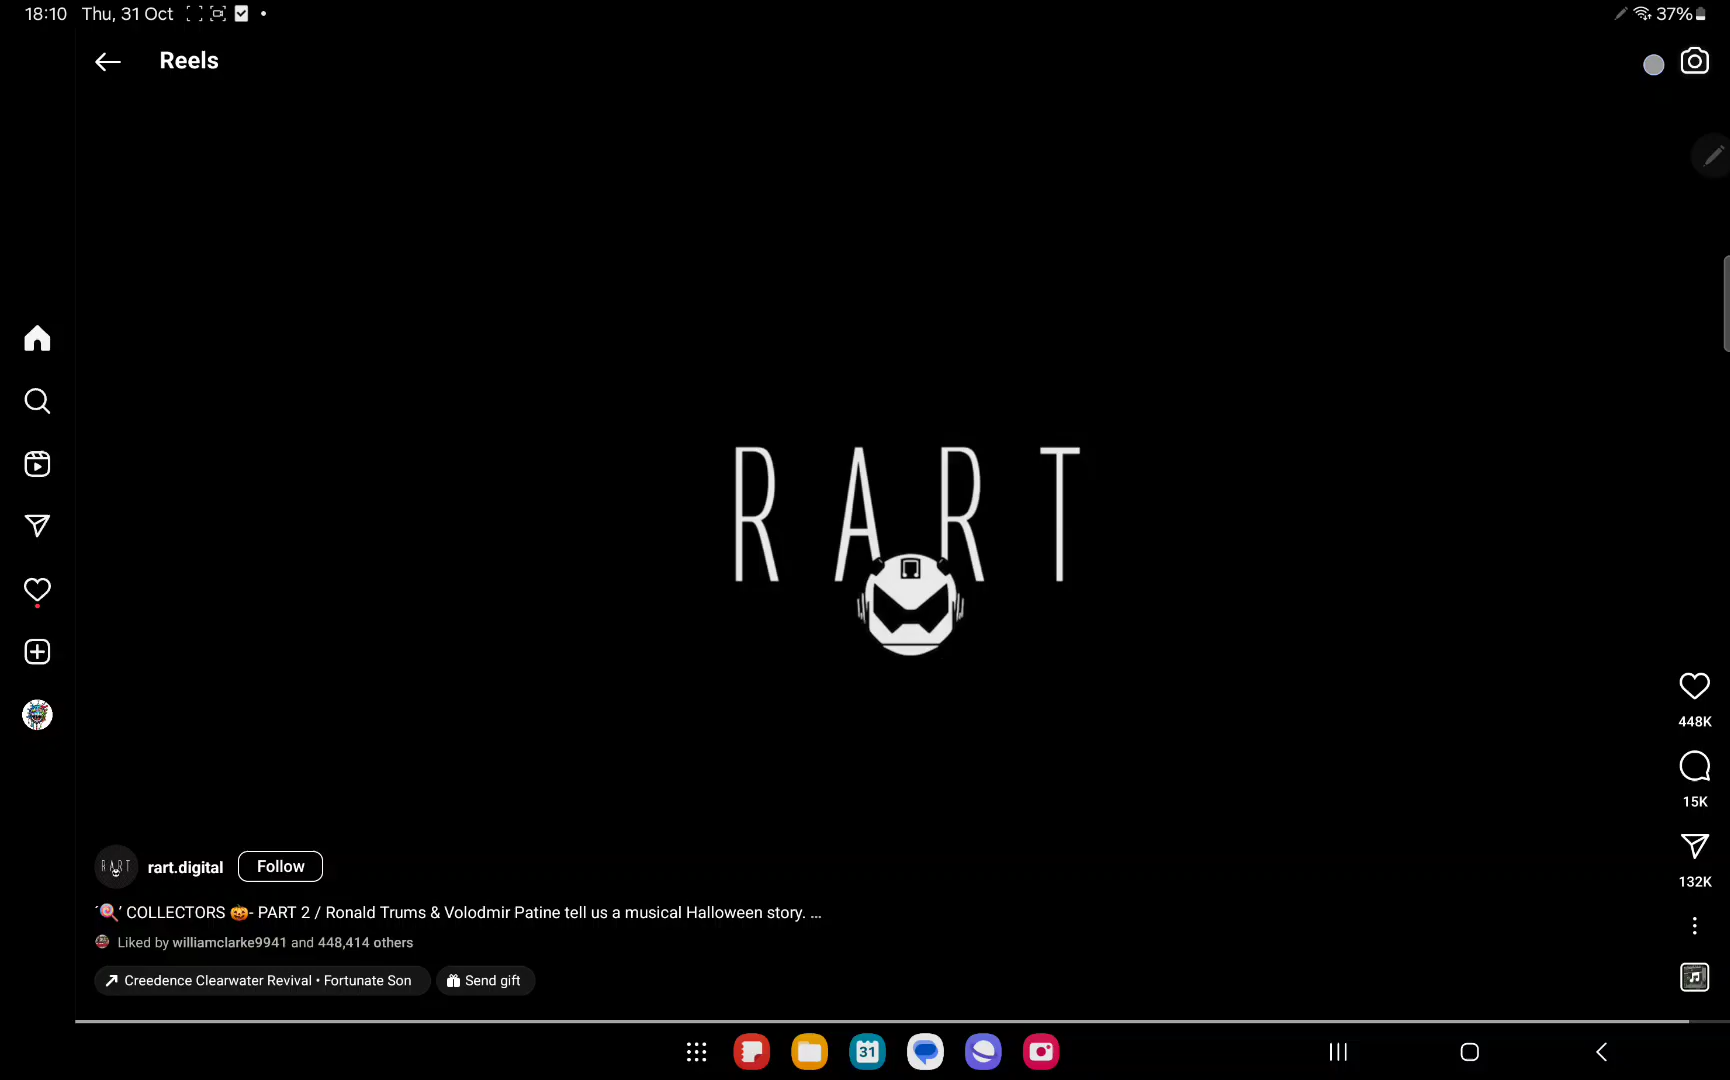 18:10 Thu, 31 Oct 37%
Reels
R A R T
448K
15K
132K
R A R T
rart.digital Follow
´🍭’ COLLECTORS 🎃- PART 2 / Ronald Trums & Volodmir Patine tell us a musical Halloween story. ...
Liked by williamclarke9941 and 448,414 others
Creedence Clearwater Revival • Fortunate Son Send gift
31